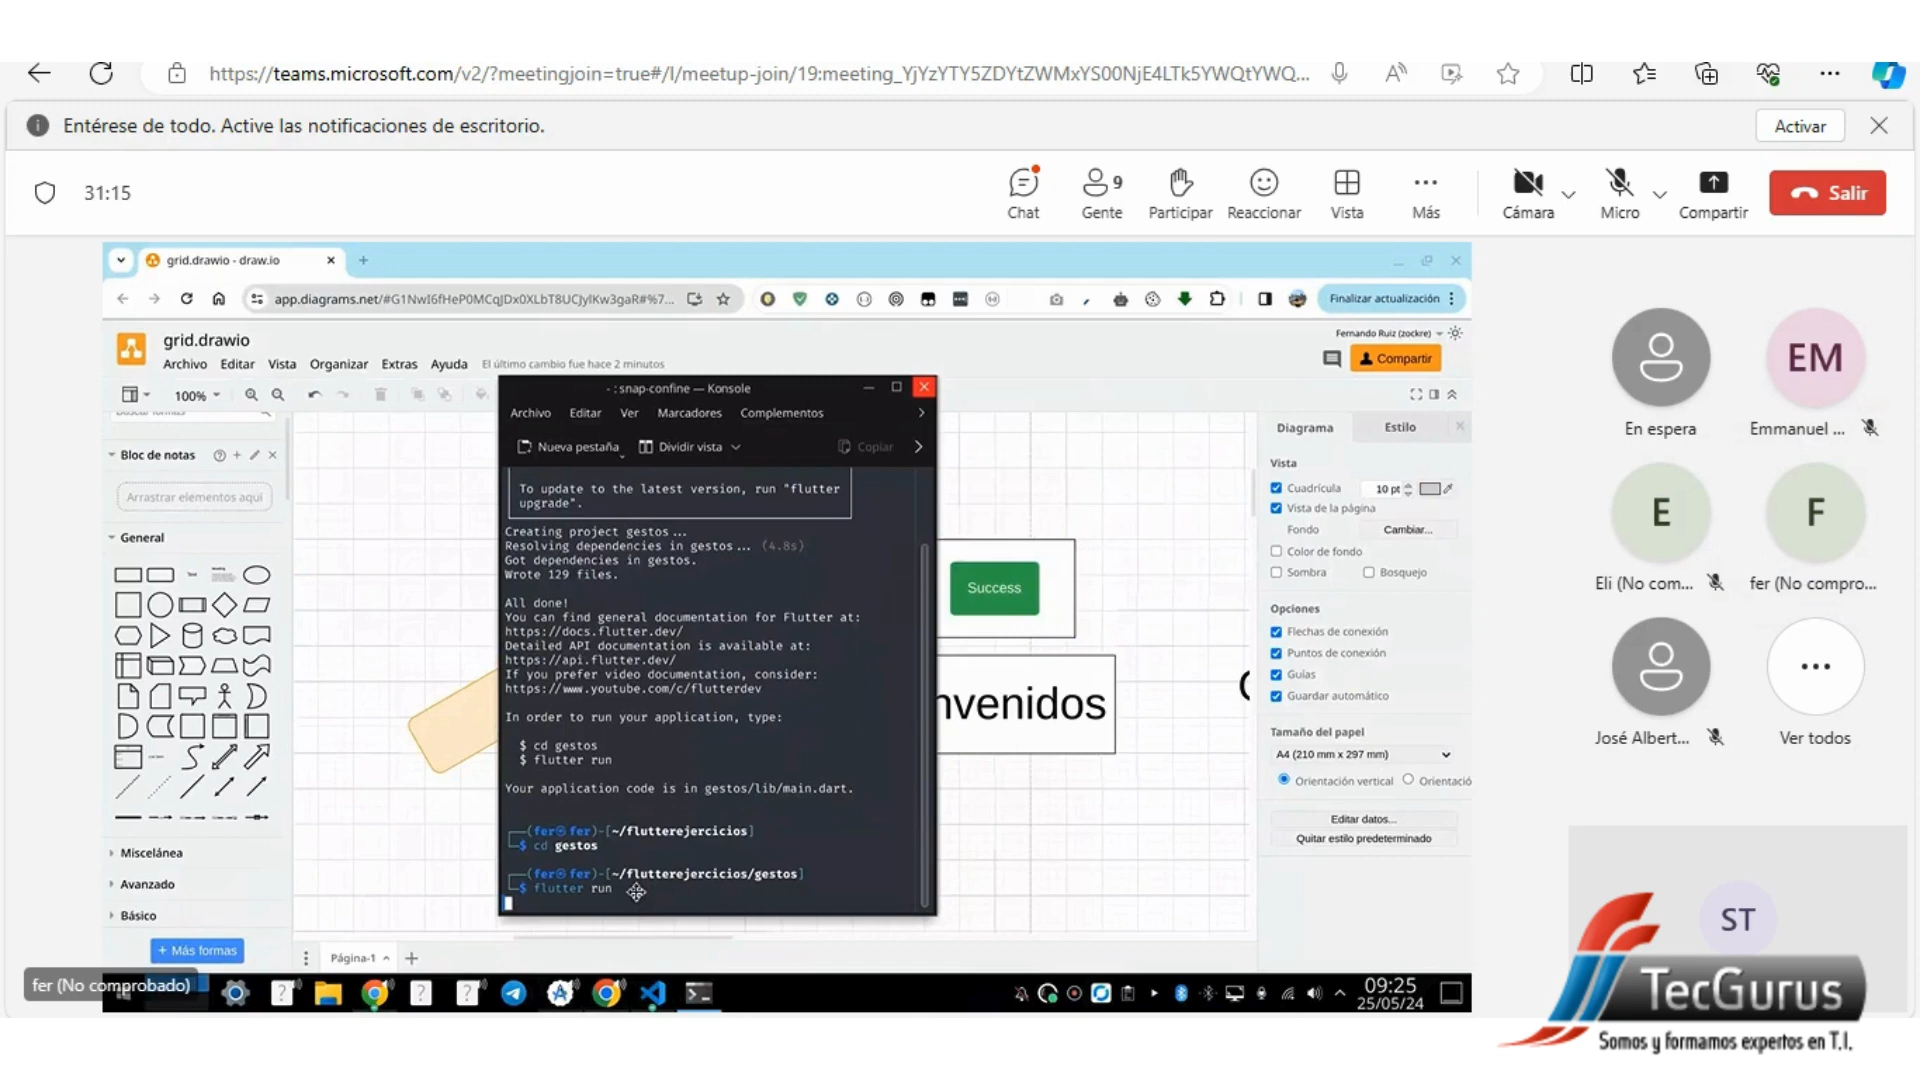 https://teams.microsoft.com/v2/?meetingjoin=true#/l/meetup-join/19:meeting_YjYzYTY5ZDYtZWMxYS00NjE4LTk5YWQtYWQ...
Entérese de todo. Active las notificaciones de escritorio.
Activar
31:15
Chat
Gente
9
Participar
Reaccionar
Vista
Más
Cámara
Micro
Compartir
Salir
grid.drawio - draw.io
app.diagrams.net/#G1NwI6fHeP0MCqJDx0XLbT8UCJylKw3gaR#%7...
Finalizar actualización
grid.drawio
Fernando Ruiz (zockre)
Archivo Editar Vista Organizar Extras Ayuda El último cambio fue hace 2 minutos
Compartir
100%
- : snap-confine — Konsole
Archivo Editar Ver Marcadores Complementos
Nueva pestaña Dividir vista Copiar
To update to the latest version, run "flutter
upgrade".
Creating project gestos...
Resolving dependencies in gestos... (4.8s)
Got dependencies in gestos.
Wrote 129 files.
All done!
You can find general documentation for Flutter at:
https://docs.flutter.dev/
Detailed API documentation is available at:
https://api.flutter.dev/
If you prefer video documentation, consider:
https://www.youtube.com/c/flutterdev
In order to run your application, type:
$ cd gestos
$ flutter run
Your application code is in gestos/lib/main.dart.
(fer㉿fer)-[~/flutterejercicios]
$ cd gestos
(fer㉿fer)-[~/flutterejercicios/gestos]
$ flutter run
Bloc de notas
Arrastrar elementos aquí
General
Miscelánea
Avanzado
Básico
+ Más formas
Success
nvenidos
Página-1
Diagrama
Estilo
Vista
Cuadrícula 10 pt
Vista de la página
Fondo Cambiar...
Color de fondo
Sombra Bosquejo
Opciones
Flechas de conexión
Puntos de conexión
Guías
Guardar automático
Tamaño del papel
A4 (210 mm x 297 mm)
Orientación vertical Orientació
Editar datos...
Quitar estilo predeterminado
fer (No comprobado)
09:25
25/05/24
En espera
EM
Emmanuel ...
E
Eli (No com...
F
fer (No compro...
José Albert...
Ver todos
ST
TecGurus
Somos y formamos expertos en T.I.